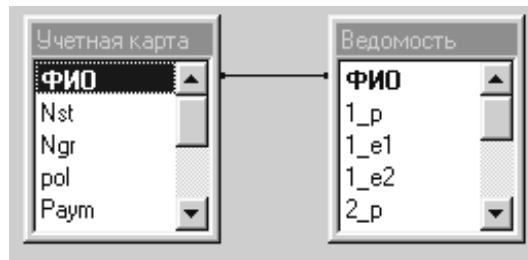 Учетная карта
ФИО
Nst
Ngr
pol
Paym
Ведомость
ФИО
1_p
1_e1
1_e2
2_p